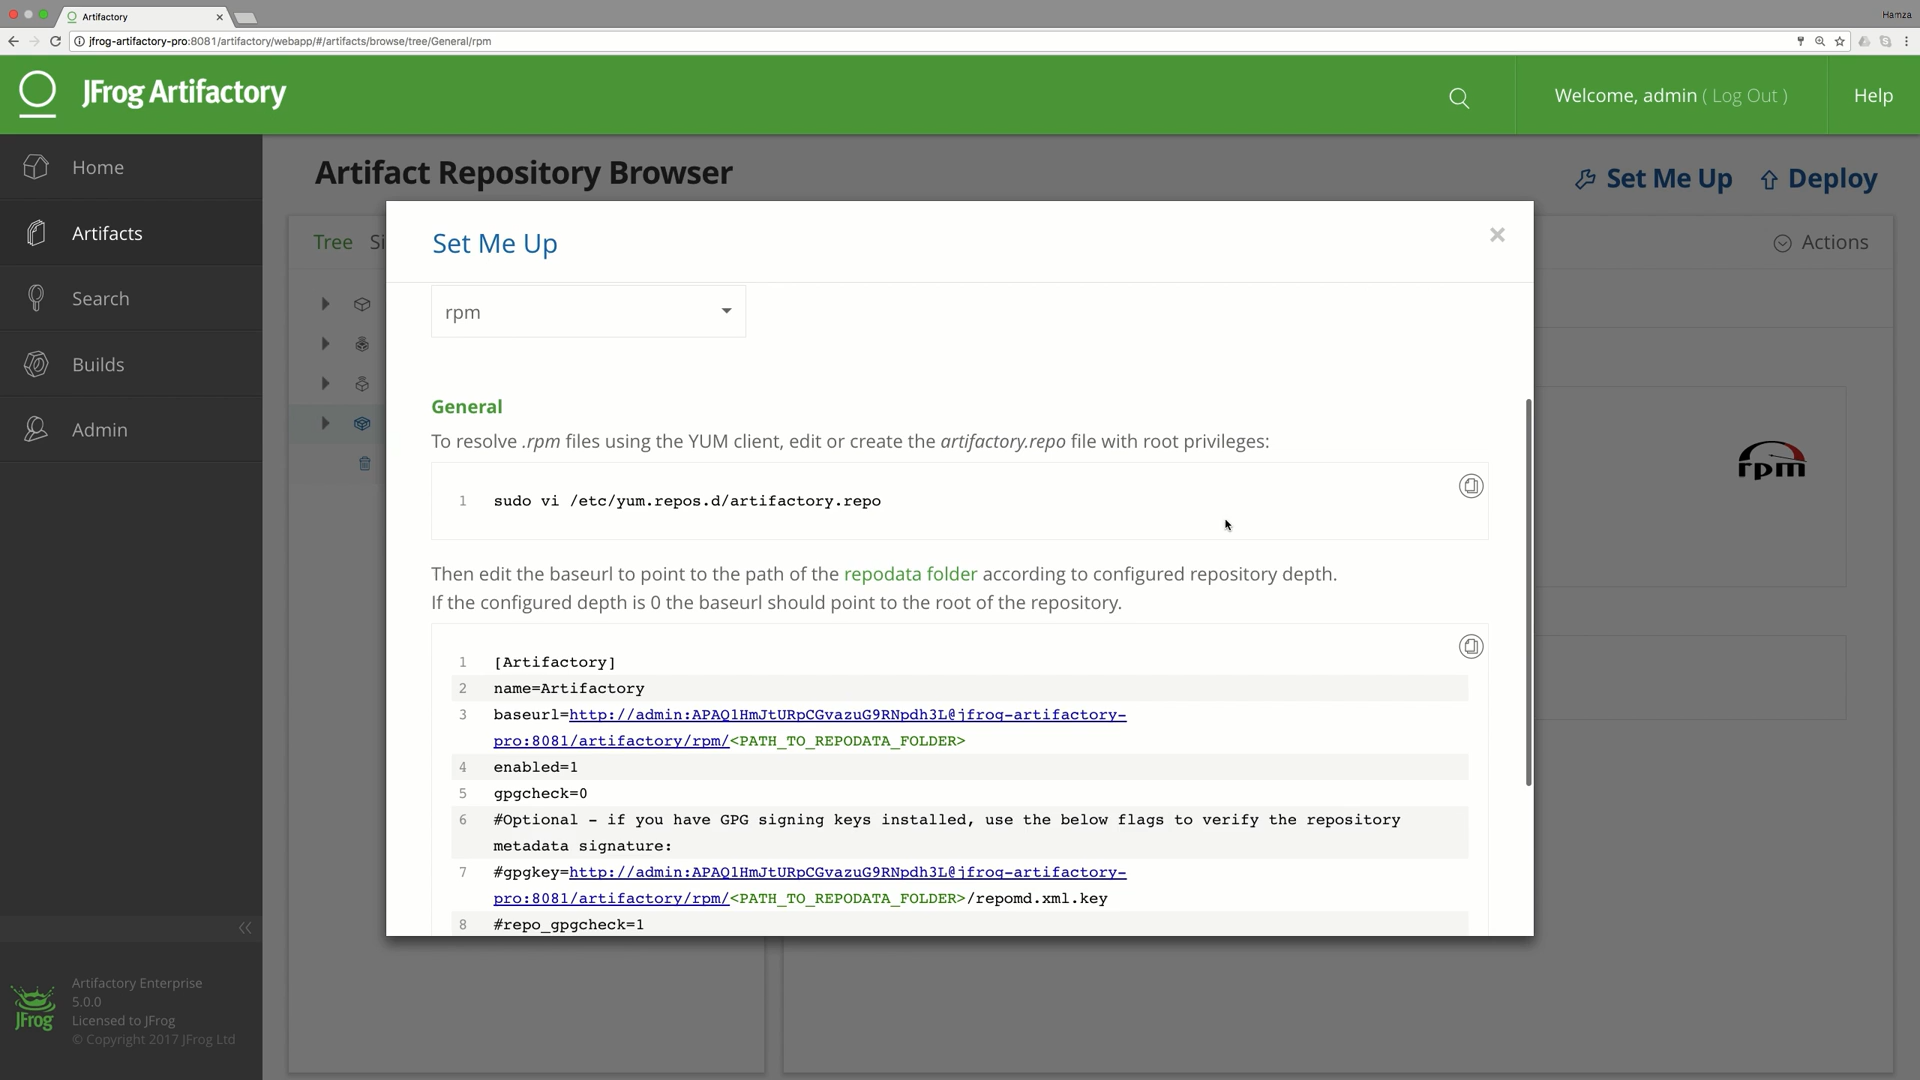 Artifactory
Hamza
jfrog-artifactory-pro:8081/artifactory/webapp/#/artifacts/browse/tree/General/rpm
JFrog Artifactory
Welcome, admin ( Log Out )
Help
Home
Artifacts
Search
Builds
Admin
Artifact Repository Browser
Set Me Up
Deploy
Tree Si
Actions
Set Me Up
rpm
General
To resolve .rpm files using the YUM client, edit or create the artifactory.repo file with root privileges:
1 sudo vi /etc/yum.repos.d/artifactory.repo
Then edit the baseurl to point to the path of the repodata folder according to configured repository depth.
If the configured depth is 0 the baseurl should point to the root of the repository.
1 [Artifactory]
2 name=Artifactory
3 baseurl=http://admin:APAQ1HmJtURpCGvazuG9RNpdh3L@jfrog-artifactory-
pro:8081/artifactory/rpm/<PATH_TO_REPODATA_FOLDER>
4 enabled=1
5 gpgcheck=0
6 #Optional - if you have GPG signing keys installed, use the below flags to verify the repository
metadata signature:
7 #gpgkey=http://admin:APAQ1HmJtURpCGvazuG9RNpdh3L@jfrog-artifactory-
pro:8081/artifactory/rpm/<PATH_TO_REPODATA_FOLDER>/repomd.xml.key
8 #repo_gpgcheck=1
rpm
JFrog
Artifactory Enterprise
5.0.0
Licensed to JFrog
© Copyright 2017 JFrog Ltd